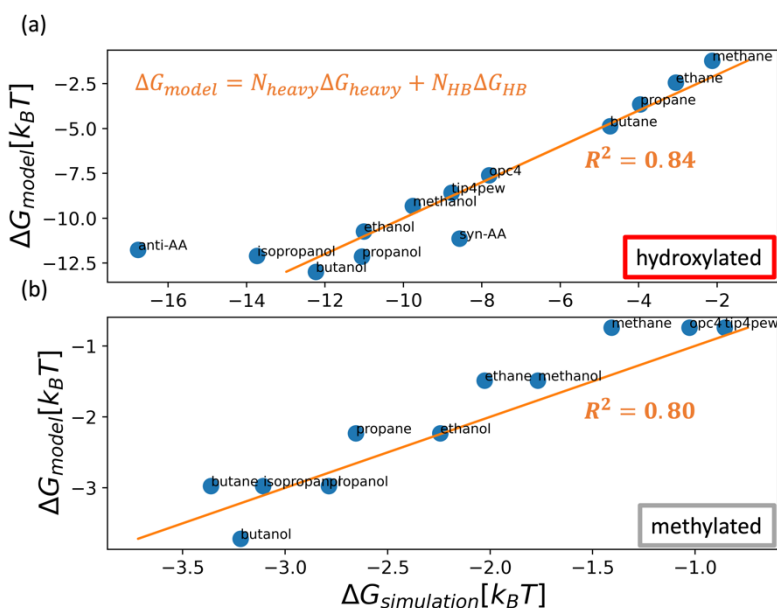 (a)
ΔG_model = N_heavy ΔG_heavy + N_HB ΔG_HB
methane
ethane
propane
butane
R² = 0.84
opc4
tip4pew
methanol
ethanol
syn-AA
anti-AA
isopropanol
propanol
butanol
hydroxylated
ΔG_model[k_BT]
−2.5
−5.0
−7.5
−10.0
−12.5
−16
−14
−12
−10
−8
−6
−4
−2
(b)
methane
opc4
tip4pew
ethane
methanol
R² = 0.80
propane
ethanol
butane
isopropanol
propanol
butanol
methylated
ΔG_model[k_BT]
−1
−2
−3
−3.5
−3.0
−2.5
−2.0
−1.5
−1.0
ΔG_simulation[k_BT]